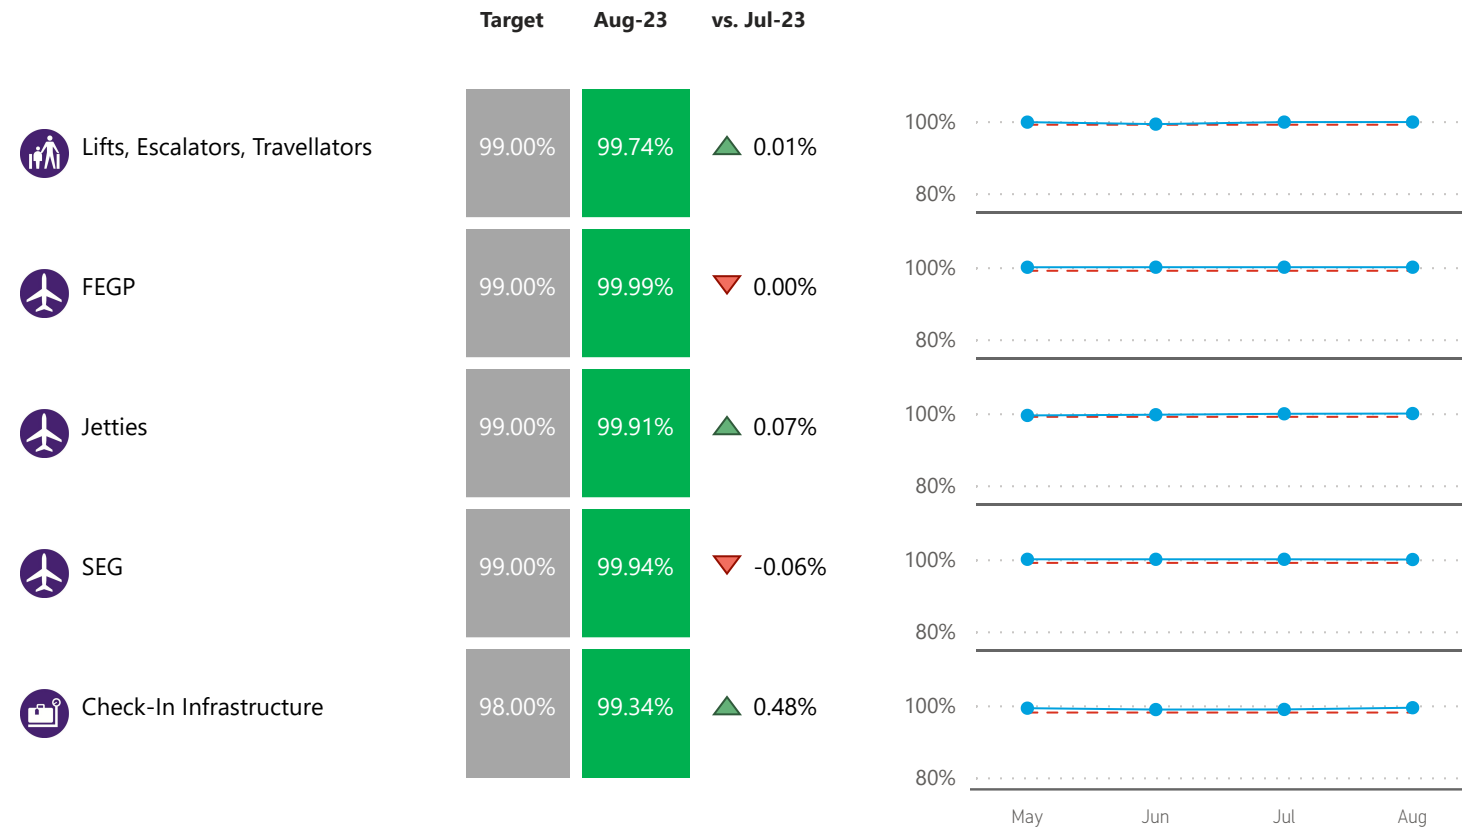 Target Aug-23 vs. Jul-23
Lifts, Escalators, Travellators 99.00% 99.74% 0.01%
100%
80%
FEGP 99.00% 99.99% 0.00%
100%
80%
Jetties 99.00% 99.91% 0.07%
100%
80%
SEG 99.00% 99.94% -0.06%
100%
80%
Check-In Infrastructure 98.00% 99.34% 0.48%
100%
80%
May Jun Jul Aug